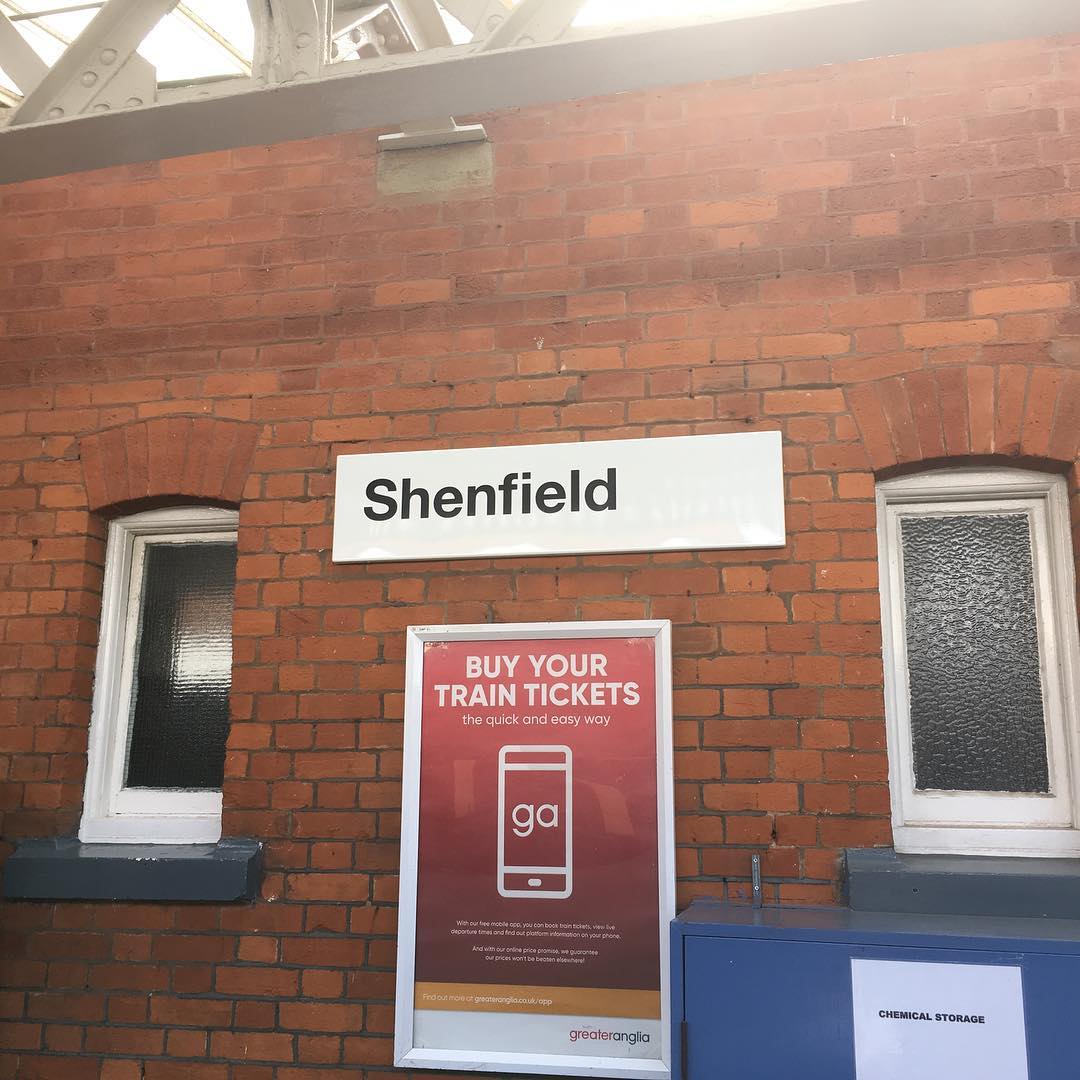 Shenfield
BUY YOUR
TRAIN TICKETS
the quick and easy way
ga
With our free mobile app, you can book train tickets, view live
departure times and find out platform information on your phone.
And with our online price promise, we guarantee
our prices won't be beaten elsewhere!
Find out more at greateranglia.co.uk/app
greateranglia
CHEMICAL STORAGE